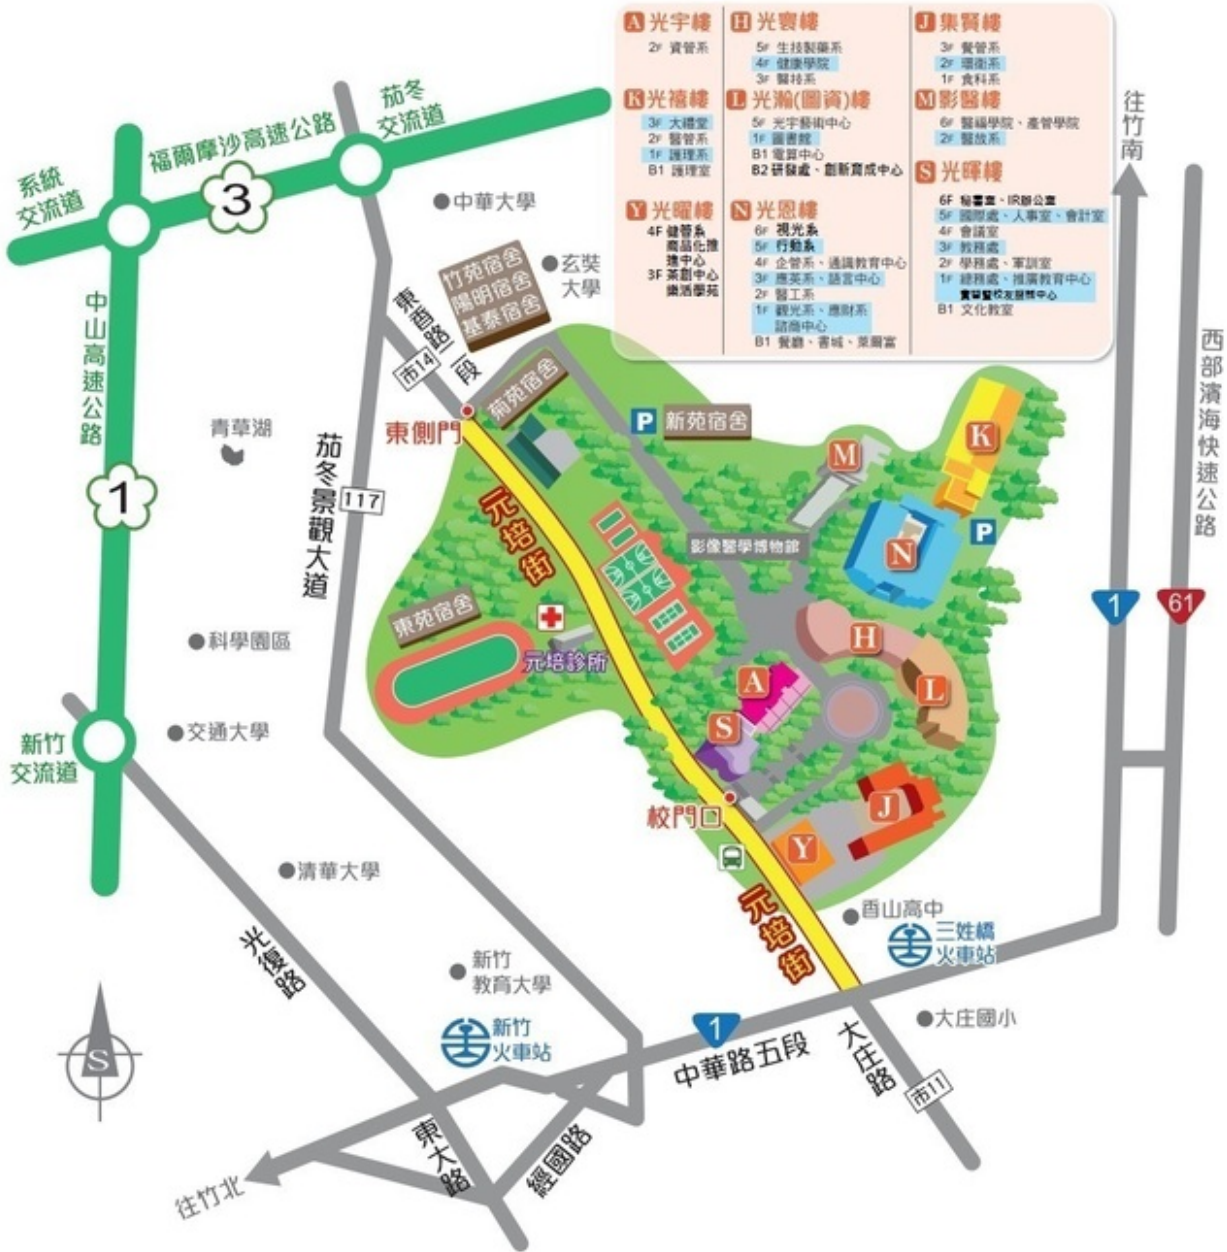 A 光宇樓
2F 資管系
K 光禧樓
3F 大禮堂
2F 醫管系
1F 護理系
B1 護理室
Y 光曜樓
4F 健管系
商品化推
進中心
3F 茶創中心
樂活學苑
H 光寰樓
5F 生技製藥系
4F 健康學院
3F 醫技系
L 光瀚(圖資)樓
5F 光宇藝術中心
1F 圖書館
B1 電算中心
B2 研發處、創新育成中心
N 光恩樓
6F 視光系
5F 行動系
4F 企管系、通識教育中心
3F 應英系、語言中心
2F 醫工系
1F 觀光系、應財系
諮商中心
B1 餐廳、書城、萊爾富
J 集賢樓
3F 餐管系
2F 環衛系
1F 食科系
M 影醫樓
6F 醫福學院、產管學院
2F 醫放系
S 光暉樓
6F 秘書室、IR辦公室
5F 國際處、人事室、會計室
4F 會議室
3F 教務處
2F 學務處、軍訓室
1F 總務處、推廣教育中心
實習暨校友服務中心
B1 文化教室
往竹南
西部濱海快速公路
茄冬
交流道
福爾摩沙高速公路
3
系統
交流道
中華大學
玄奘
大學
竹苑宿舍
陽明宿舍
基泰宿舍
東香路一段
市14
中山高速公路
1
青草湖
茄冬景觀大道
117
東側門
菊苑宿舍
P
新苑宿舍
元培街
影像醫學博物館
M
K
N
P
H
L
A
S
J
Y
東苑宿舍
元培診所
校門口
元培街
科學園區
交通大學
新竹
交流道
清華大學
光復路
新竹
教育大學
新竹
火車站
香山高中
三姓橋
火車站
大庄國小
1
61
1
中華路五段
大庄路
市11
東大路
經國路
往竹北
S